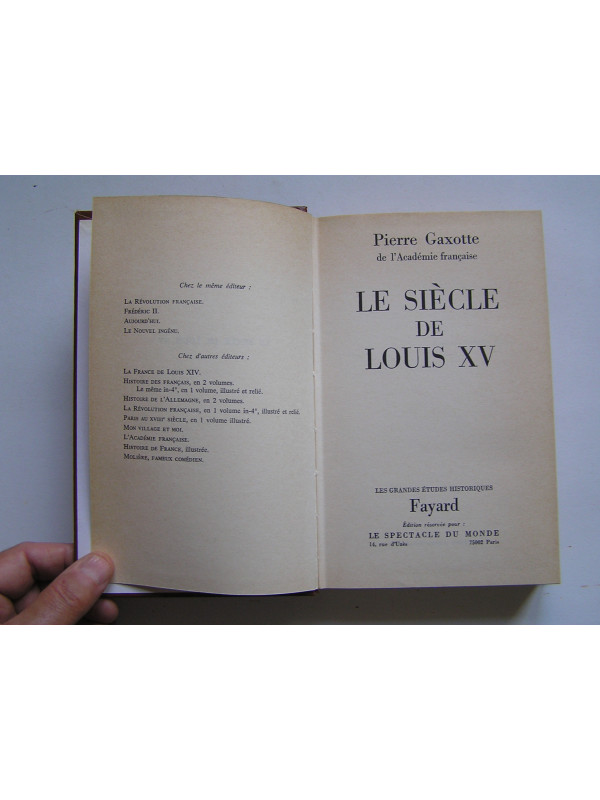 Chez le même éditeur :
LA RÉVOLUTION FRANÇAISE.
FRÉDÉRIC II.
AUJOURD'HUI.
LE NOUVEL INGÉNU.
Chez d'autres éditeurs :
LA FRANCE DE LOUIS XIV.
HISTOIRE DES FRANÇAIS, en 2 volumes.
Le même in-4°, en 1 volume, illustré et relié.
HISTOIRE DE L'ALLEMAGNE, en 2 volumes.
LA RÉVOLUTION FRANÇAISE, en 1 volume in-4°, illustré et relié.
PARIS AU XVIIIe SIÈCLE, en 1 volume illustré.
MON VILLAGE ET MOI.
L'ACADÉMIE FRANÇAISE.
HISTOIRE DE FRANCE, illustrée.
MOLIÈRE, FAMEUX COMÉDIEN.
Pierre Gaxotte
de l'Académie française
LE SIÈCLE
DE
LOUIS XV
LES GRANDES ÉTUDES HISTORIQUES
Fayard
Édition réservée pour :
LE SPECTACLE DU MONDE
14, rue d'Uzès 75002 Paris